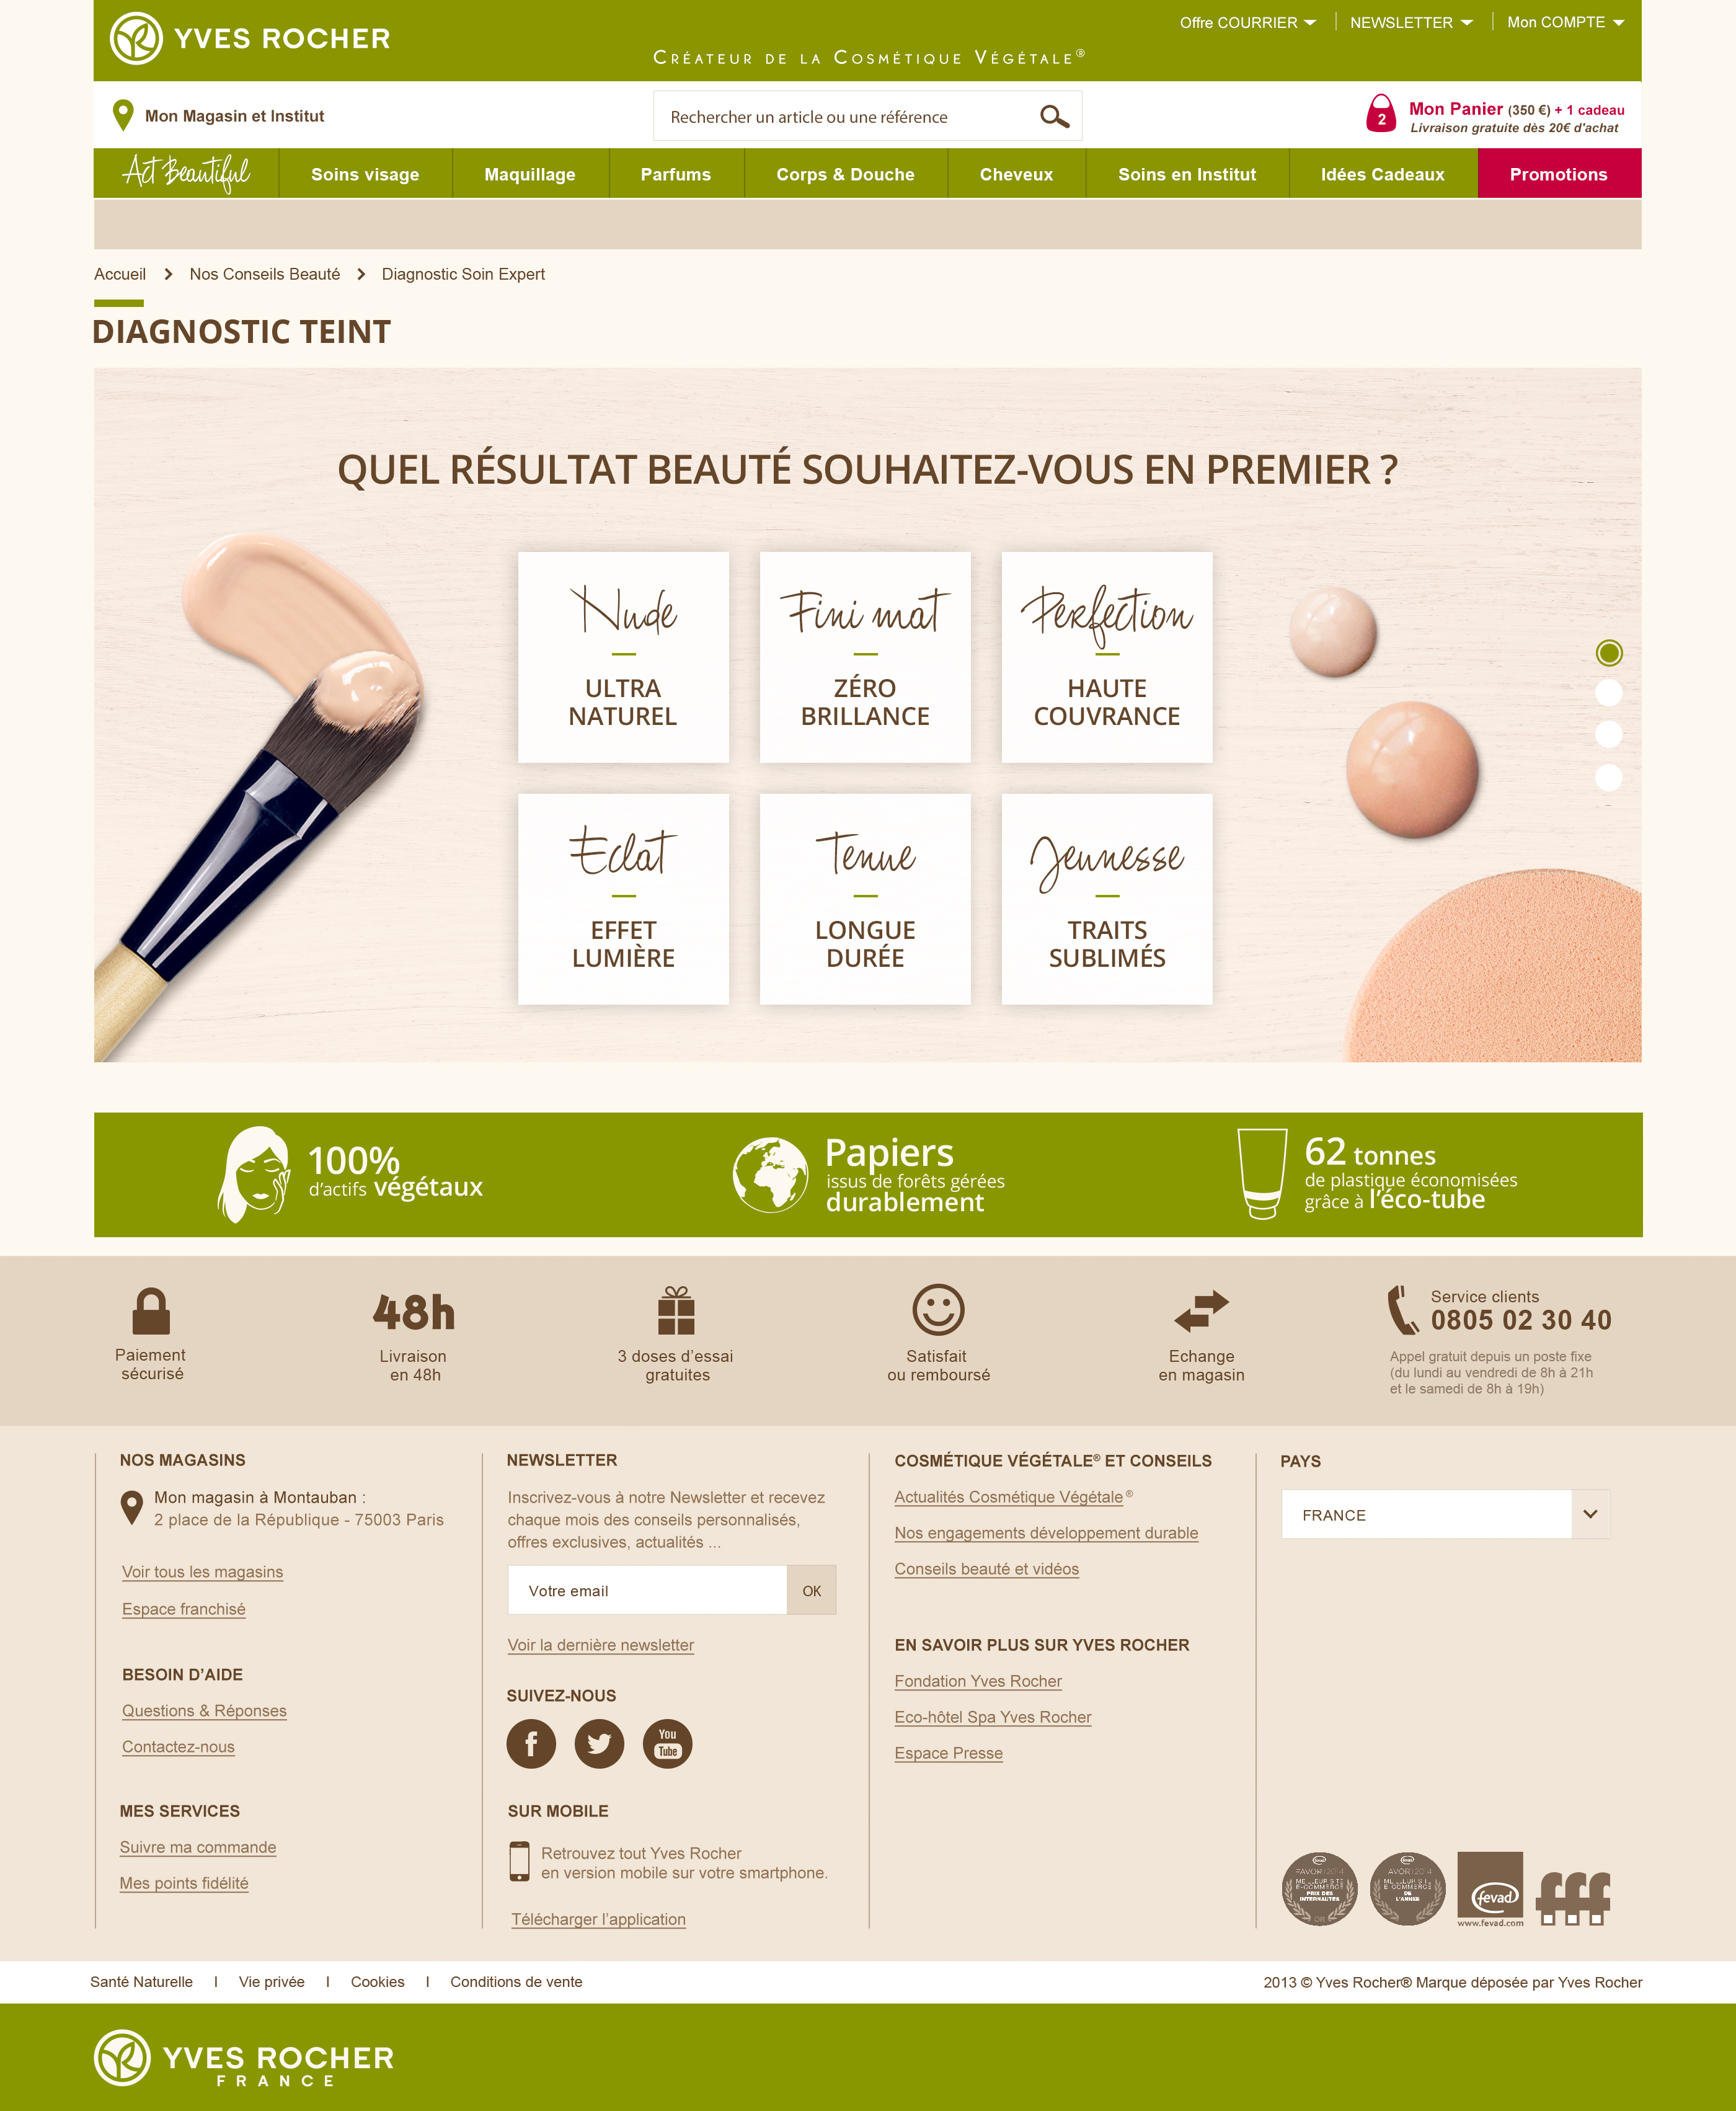 YVES ROCHER
Offre COURRIER
NEWSLETTER
Mon COMPTE
CRÉATEUR DE LA COSMÉTIQUE VÉGÉTALE®
Mon Magasin et Institut
Rechercher un article ou une référence
2
Mon Panier (350 €) + 1 cadeau
Livraison gratuite dès 20€ d'achat
Act Beautiful
Soins visage
Maquillage
Parfums
Corps & Douche
Cheveux
Soins en Institut
Idées Cadeaux
Promotions
Accueil > Nos Conseils Beauté > Diagnostic Soin Expert
DIAGNOSTIC TEINT
QUEL RÉSULTAT BEAUTÉ SOUHAITEZ-VOUS EN PREMIER ?
Nude
ULTRA
NATUREL
Fini mat
ZÉRO
BRILLANCE
Perfection
HAUTE
COUVRANCE
Eclat
EFFET
LUMIÈRE
Tenue
LONGUE
DURÉE
Jeunesse
TRAITS
SUBLIMÉS
100%
d'actifs végétaux
Papiers
issus de forêts gérées
durablement
62 tonnes
de plastique économisées
grâce à l'éco-tube
Paiement
sécurisé
48h
Livraison
en 48h
3 doses d'essai
gratuites
Satisfait
ou remboursé
Echange
en magasin
Service clients
0805 02 30 40
Appel gratuit depuis un poste fixe
(du lundi au vendredi de 8h à 21h
et le samedi de 8h à 19h)
NOS MAGASINS
Mon magasin à Montauban :
2 place de la République - 75003 Paris
Voir tous les magasins
Espace franchisé
BESOIN D'AIDE
Questions & Réponses
Contactez-nous
MES SERVICES
Suivre ma commande
Mes points fidélité
NEWSLETTER
Inscrivez-vous à notre Newsletter et recevez
chaque mois des conseils personnalisés,
offres exclusives, actualités ...
Votre email
OK
Voir la dernière newsletter
SUIVEZ-NOUS
f
You
Tube
SUR MOBILE
Retrouvez tout Yves Rocher
en version mobile sur votre smartphone.
Télécharger l'application
COSMÉTIQUE VÉGÉTALE® ET CONSEILS
Actualités Cosmétique Végétale®
Nos engagements développement durable
Conseils beauté et vidéos
EN SAVOIR PLUS SUR YVES ROCHER
Fondation Yves Rocher
Eco-hôtel Spa Yves Rocher
Espace Presse
PAYS
FRANCE
E-COMMERCE
PRIX DES
INTERNAUTES
E-COMMERCE
DE
L'ANNÉE
fevad
www.fevad.com
fff
Santé Naturelle I Vie privée I Cookies I Conditions de vente
2013 © Yves Rocher® Marque déposée par Yves Rocher
YVES ROCHER
FRANCE